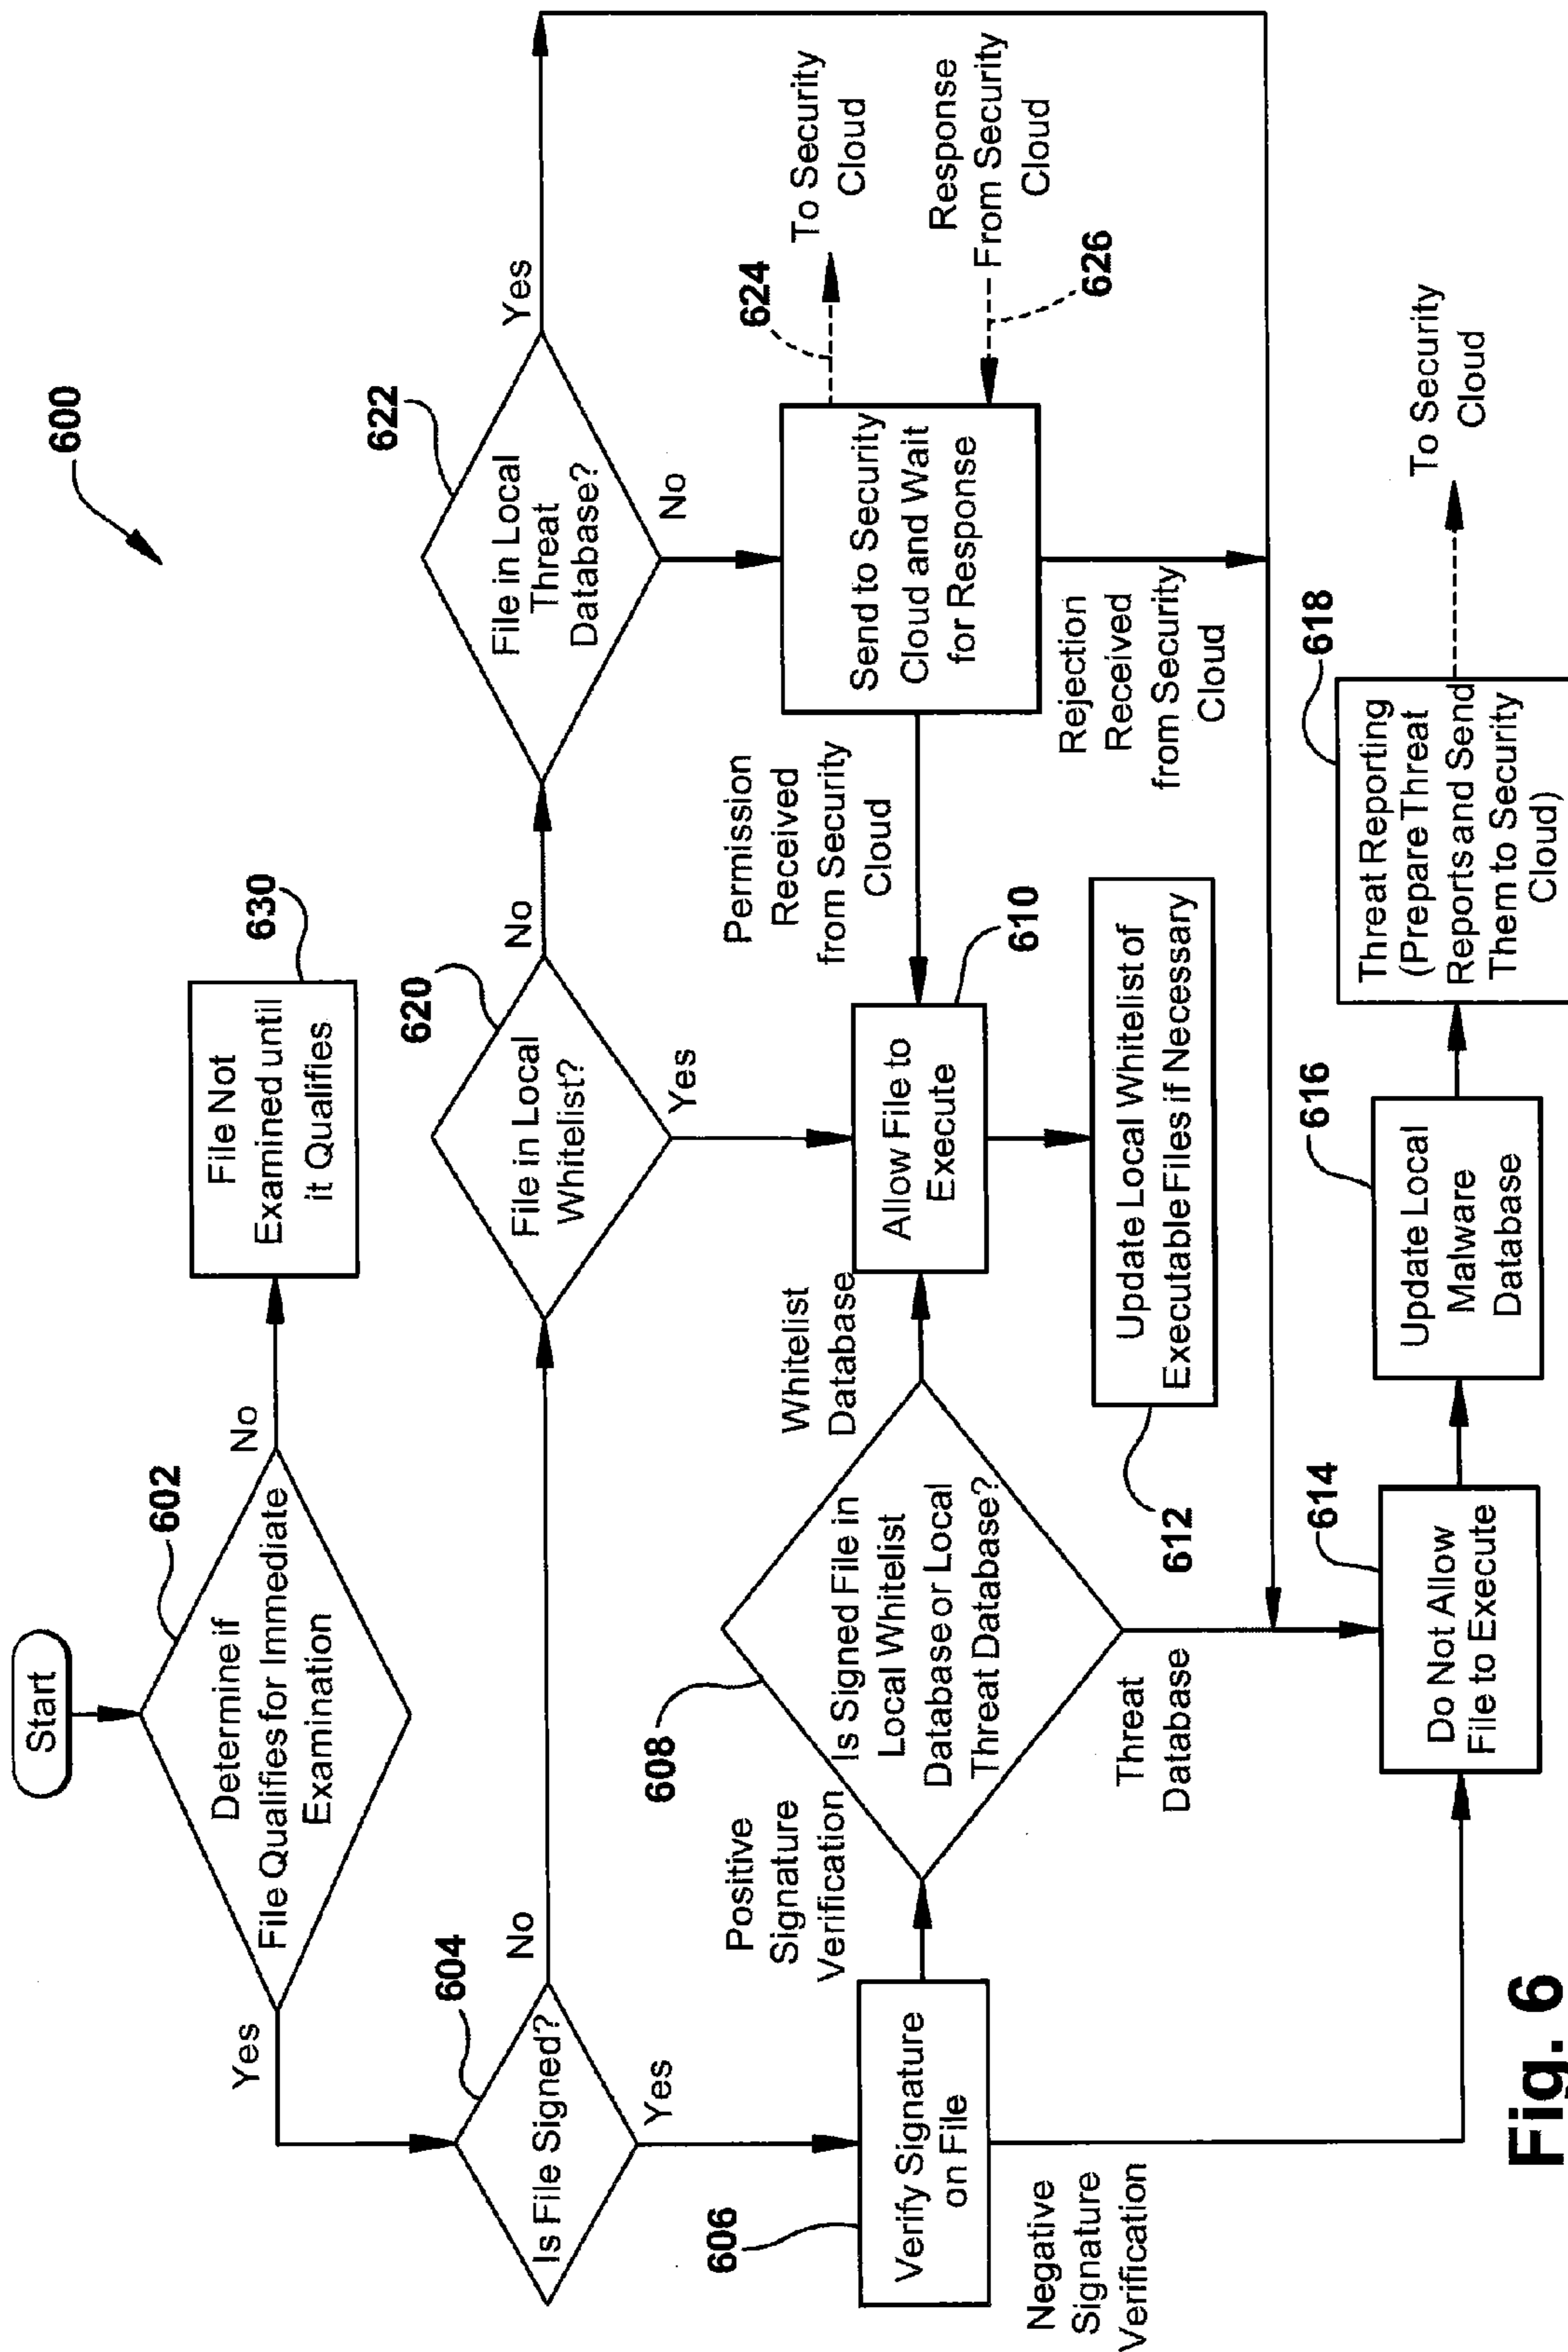 600
Start
602
Determine if
File Qualifies for Immediate
Examination
Yes
No
630
File Not
Examined until
it Qualifies
604
Is File Signed?
No
Yes
620
File in Local
Whitelist?
No
Yes
622
File in Local
Threat
Database?
Yes
No
606
Verify Signature
on File
Positive
Signature
Verification
Negative
Signature
Verification
608
Is Signed File in
Local Whitelist
Database or Local
Threat Database?
Whitelist
Database
Threat
Database
610
Allow File to
Execute
Permission
Received
from Security
Cloud
Send to Security
Cloud and Wait
for Response
624
To Security
Cloud
Response
From Security
Cloud
626
Rejection
Received
from Security
Cloud
612
Update Local Whitelist of
Executable Files if Necessary
614
Do Not Allow
File to Execute
616
Update Local
Malware
Database
618
Threat Reporting
(Prepare Threat
Reports and Send
Them to Security
Cloud)
To Security
Cloud
Fig. 6